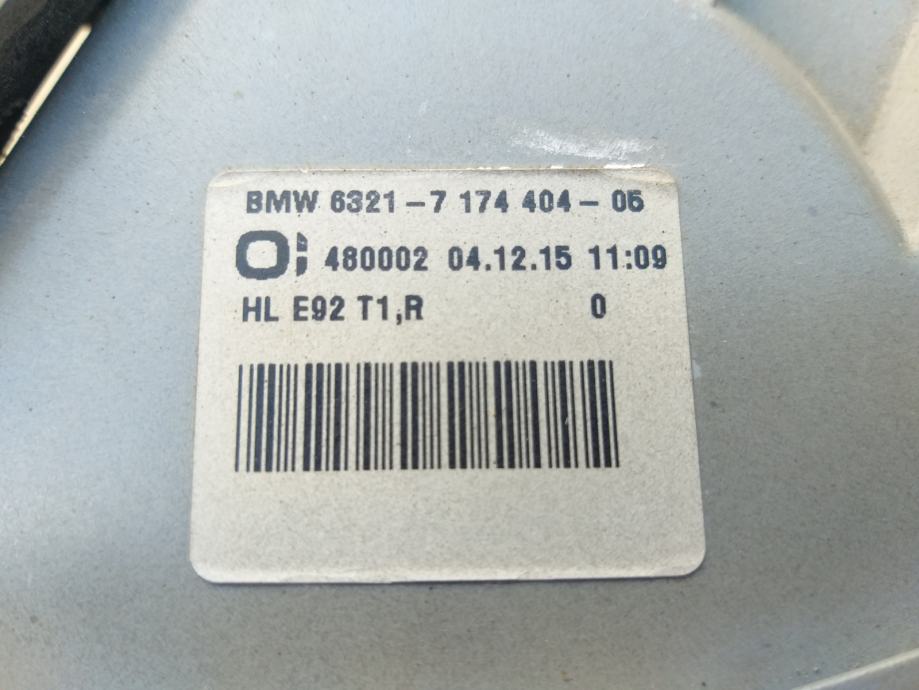 BMW 6321-7 174 404-05
480002 04.12.15 11:09
HL E92 T1,R 0